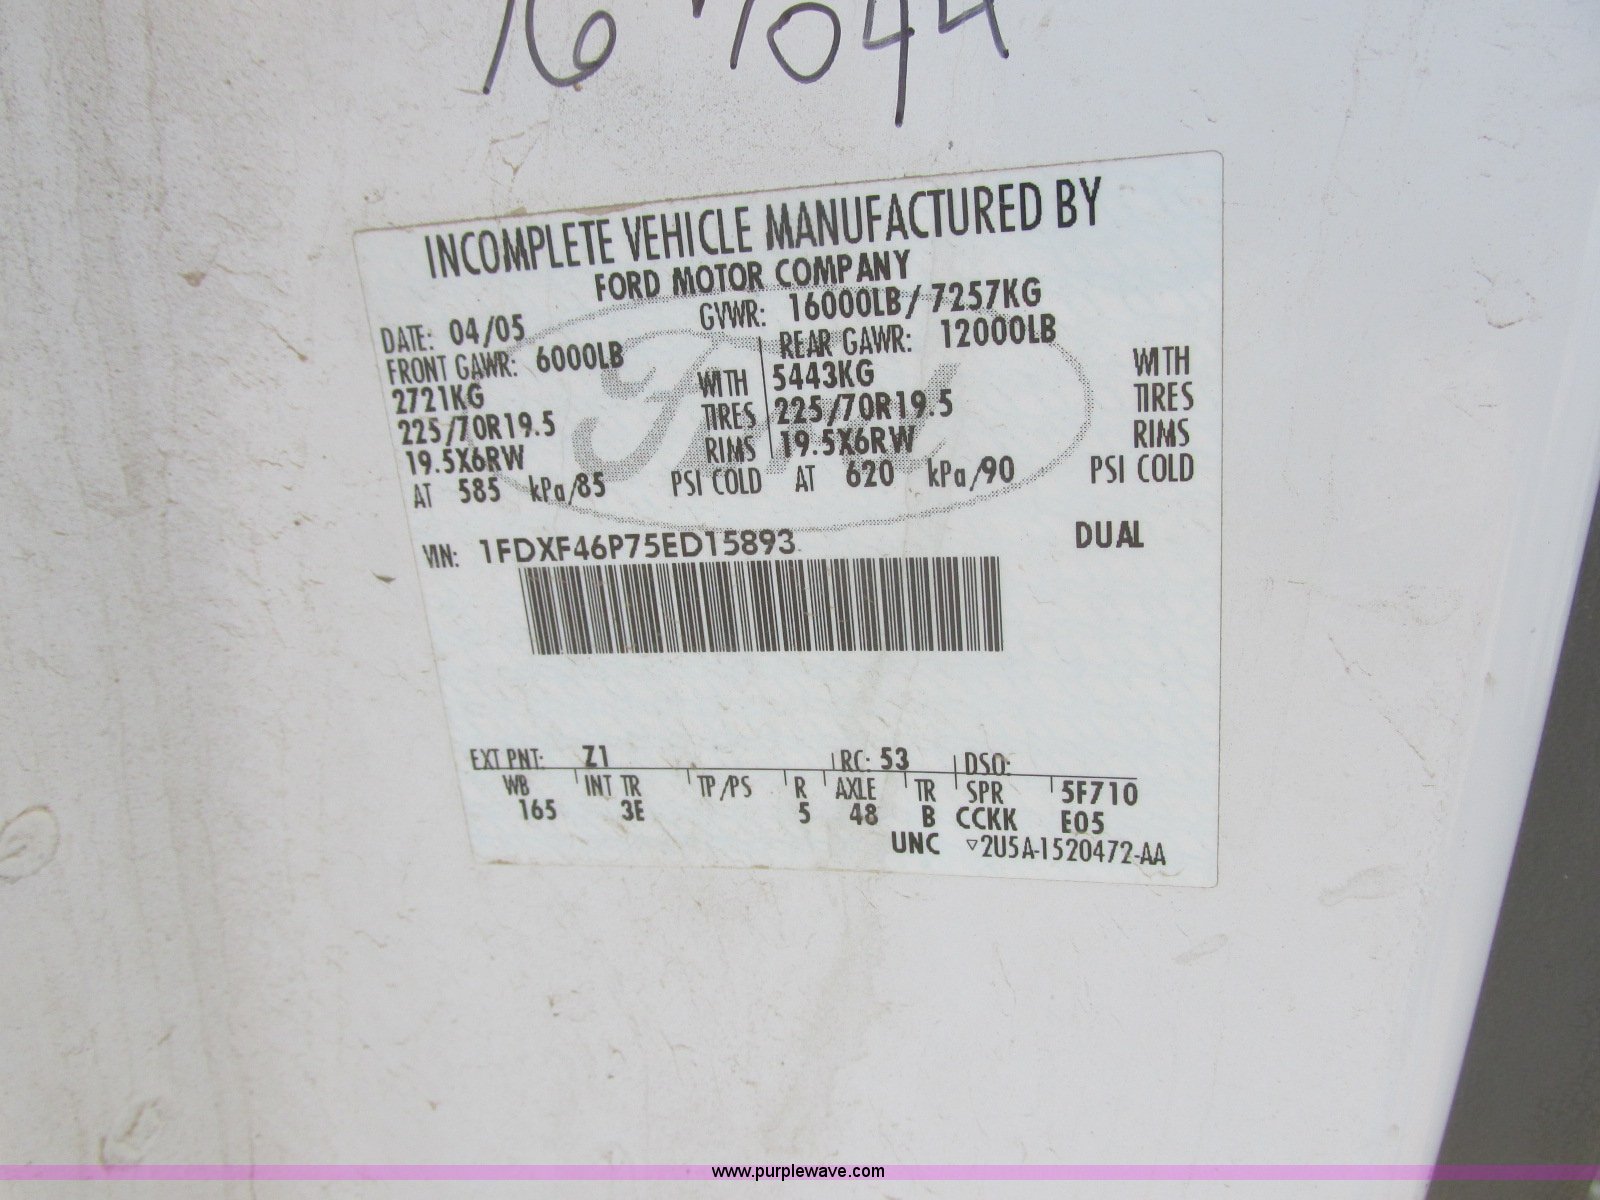 167044
INCOMPLETE VEHICLE MANUFACTURED BY
FORD MOTOR COMPANY
DATE: 04/05 GVWR: 16000LB/7257KG
FRONT GAWR: 6000LB REAR GAWR: 12000LB
2721KG WITH 5443KG WITH
225/70R19.5 TIRES 225/70R19.5 TIRES
19.5X6RW RIMS 19.5X6RW RIMS
AT 585 kPa/85 PSI COLD AT 620 kPa/90 PSI COLD
VIN: 1FDXF46P75ED15893 DUAL
EXT PNT: Z1 RC: 53 DSO:
WB INT TR TP/PS R AXLE TR SPR 5F710
165 3E 5 48 B CCKK E05
UNC ▽2U5A-1520472-AA
www.purplewave.com